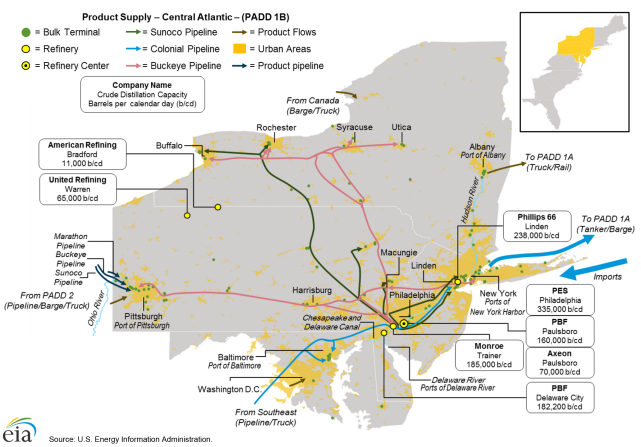 Product Supply – Central Atlantic – (PADD 1B)
= Bulk Terminal
= Sunoco Pipeline
= Product Flows
= Refinery
= Colonial Pipeline
= Urban Areas
= Refinery Center
= Buckeye Pipeline
= Product pipeline
Company Name
Crude Distillation Capacity
Barrels per calendar day (b/cd)
From Canada
(Barge/Truck)
Rochester
Syracuse
Utica
Buffalo
Albany
Port of Albany
To PADD 1A
(Truck/Rail)
American Refining
Bradford
11,000 b/cd
United Refining
Warren
65,000 b/cd
Hudson River
Phillips 66
Linden
238,000 b/cd
To PADD 1A
(Tanker/Barge)
Marathon
Pipeline
Buckeye
Pipeline
Sunoco
Pipeline
Macungie
Linden
Imports
From PADD 2
(Pipeline/Barge/Truck)
Ohio River
Pittsburgh
Port of Pittsburgh
Harrisburg
Philadelphia
New York
Ports of
New York Harbor
PES
Philadelphia
335,000 b/cd
Chesapeake and
Delaware Canal
PBF
Paulsboro
160,000 b/cd
Baltimore
Port of Baltimore
Monroe
Trainer
185,000 b/cd
Axeon
Paulsboro
70,000 b/cd
Washington D.C.
Delaware River
Ports of Delaware River
PBF
Delaware City
182,200 b/cd
From Southeast
(Pipeline/Truck)
eia
Source: U.S. Energy Information Administration.